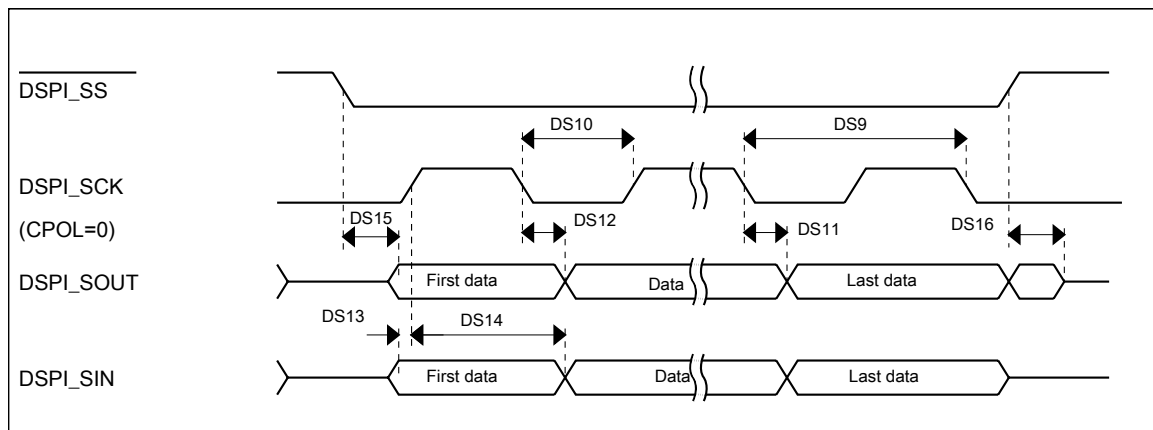 DSPI_SS
DS10
DS9
DSPI_SCK
(CPOL=0)
DS15
DS12
DS11
DS16
DSPI_SOUT
First data
Data
Last data
DS13
DS14
DSPI_SIN
First data
Data
Last data